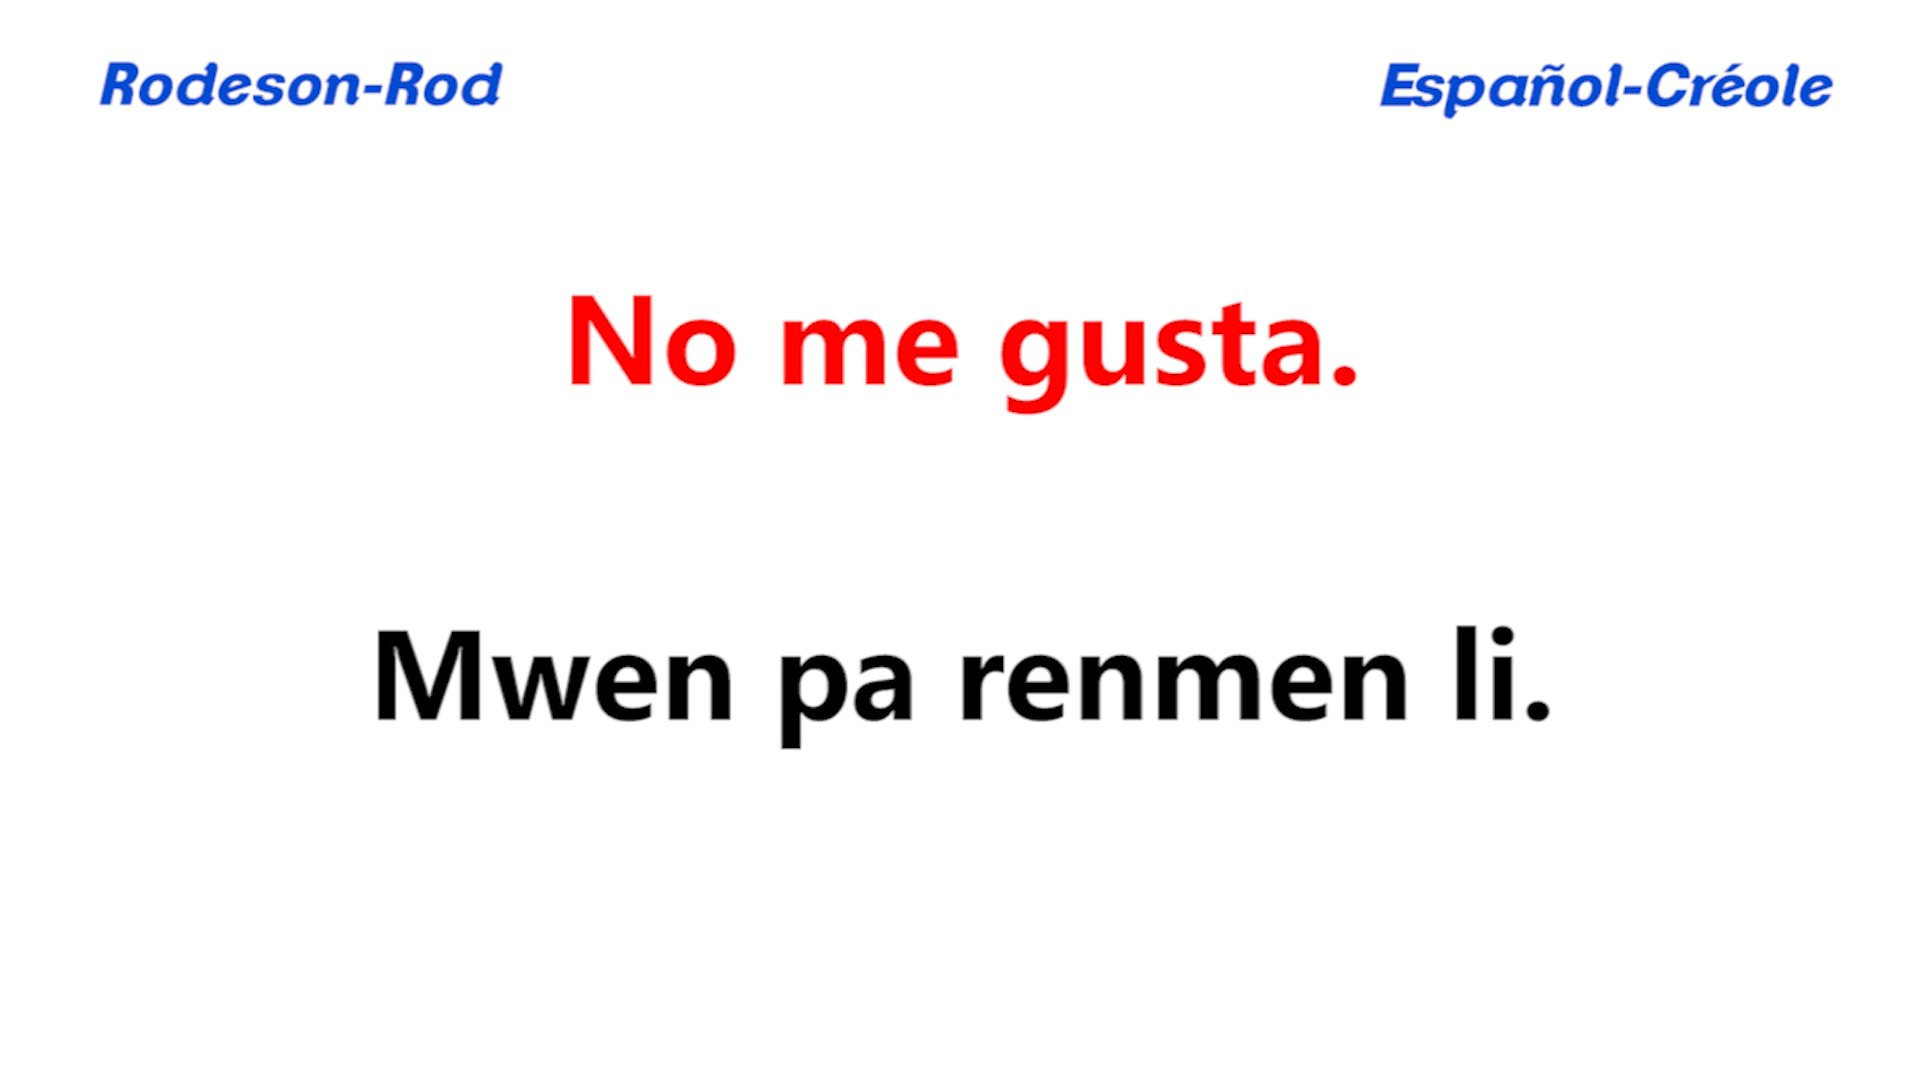 Rodeson-Rod
Español-Créole
No me gusta.
Mwen pa renmen li.